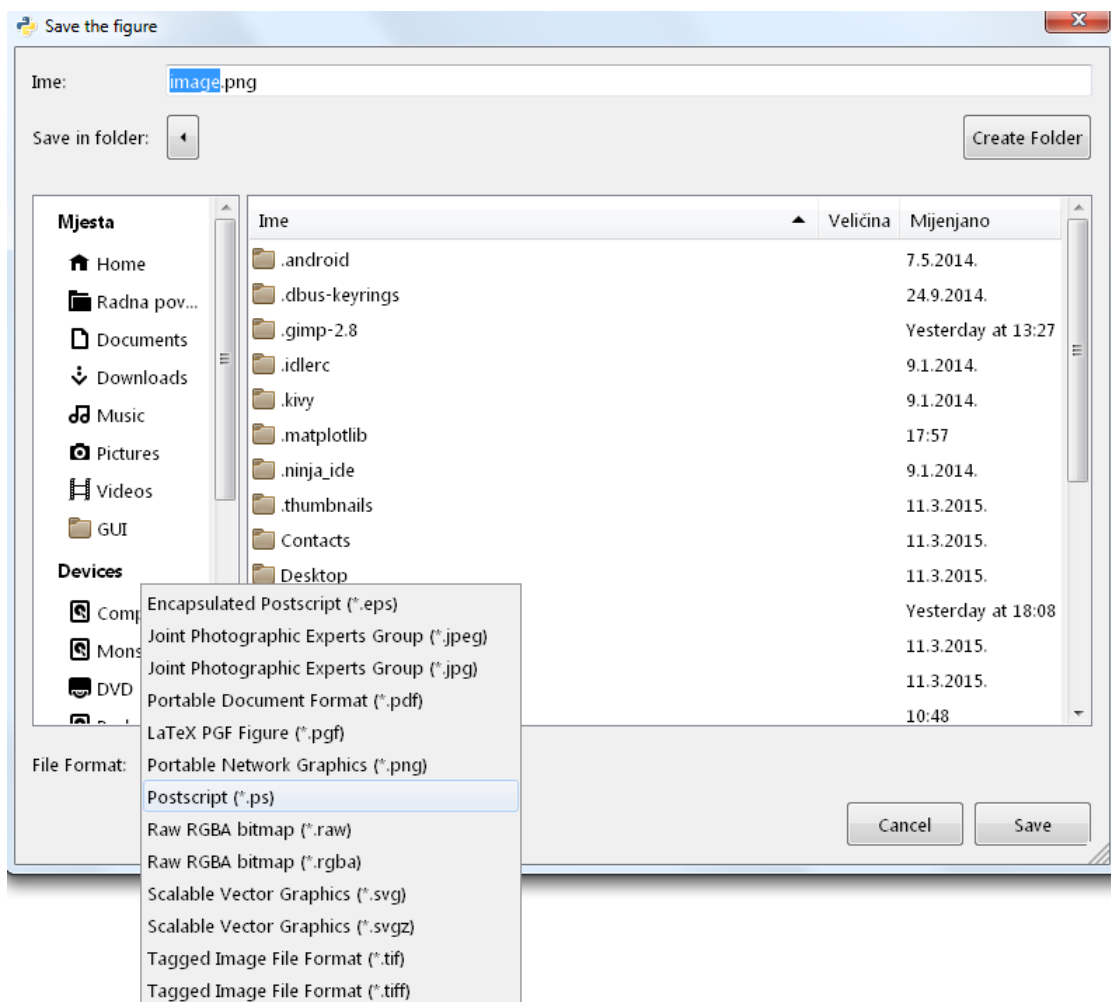 Save the figure
Ime: image.png
Save in folder: Create Folder
Mjesta
Home
Radna pov...
Documents
Downloads
Music
Pictures
Videos
GUI
Devices
Comp
Mons
DVD
Ime Veličina Mijenjano
.android 7.5.2014.
.dbus-keyrings 24.9.2014.
.gimp-2.8 Yesterday at 13:27
.idlerc 9.1.2014.
.kivy 9.1.2014.
.matplotlib 17:57
.ninja_ide 9.1.2014.
.thumbnails 11.3.2015.
Contacts 11.3.2015.
Desktop 11.3.2015.
Yesterday at 18:08
11.3.2015.
11.3.2015.
10:48
File Format:
Encapsulated Postscript (*.eps)
Joint Photographic Experts Group (*.jpeg)
Joint Photographic Experts Group (*.jpg)
Portable Document Format (*.pdf)
LaTeX PGF Figure (*.pgf)
Portable Network Graphics (*.png)
Postscript (*.ps)
Raw RGBA bitmap (*.raw)
Raw RGBA bitmap (*.rgba)
Scalable Vector Graphics (*.svg)
Scalable Vector Graphics (*.svgz)
Tagged Image File Format (*.tif)
Tagged Image File Format (*.tiff)
Cancel Save